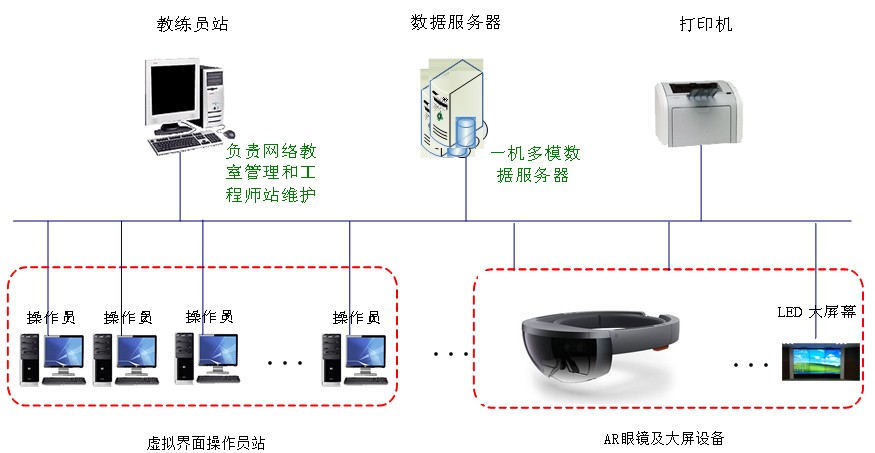 教练员站
数据服务器
打印机
负责网络教
室管理和工
程师站维护
一机多模数
据服务器
操作员
操作员
操作员
操作员
LED 大屏幕
...
...
...
虚拟界面操作员站
AR眼镜及大屏设备